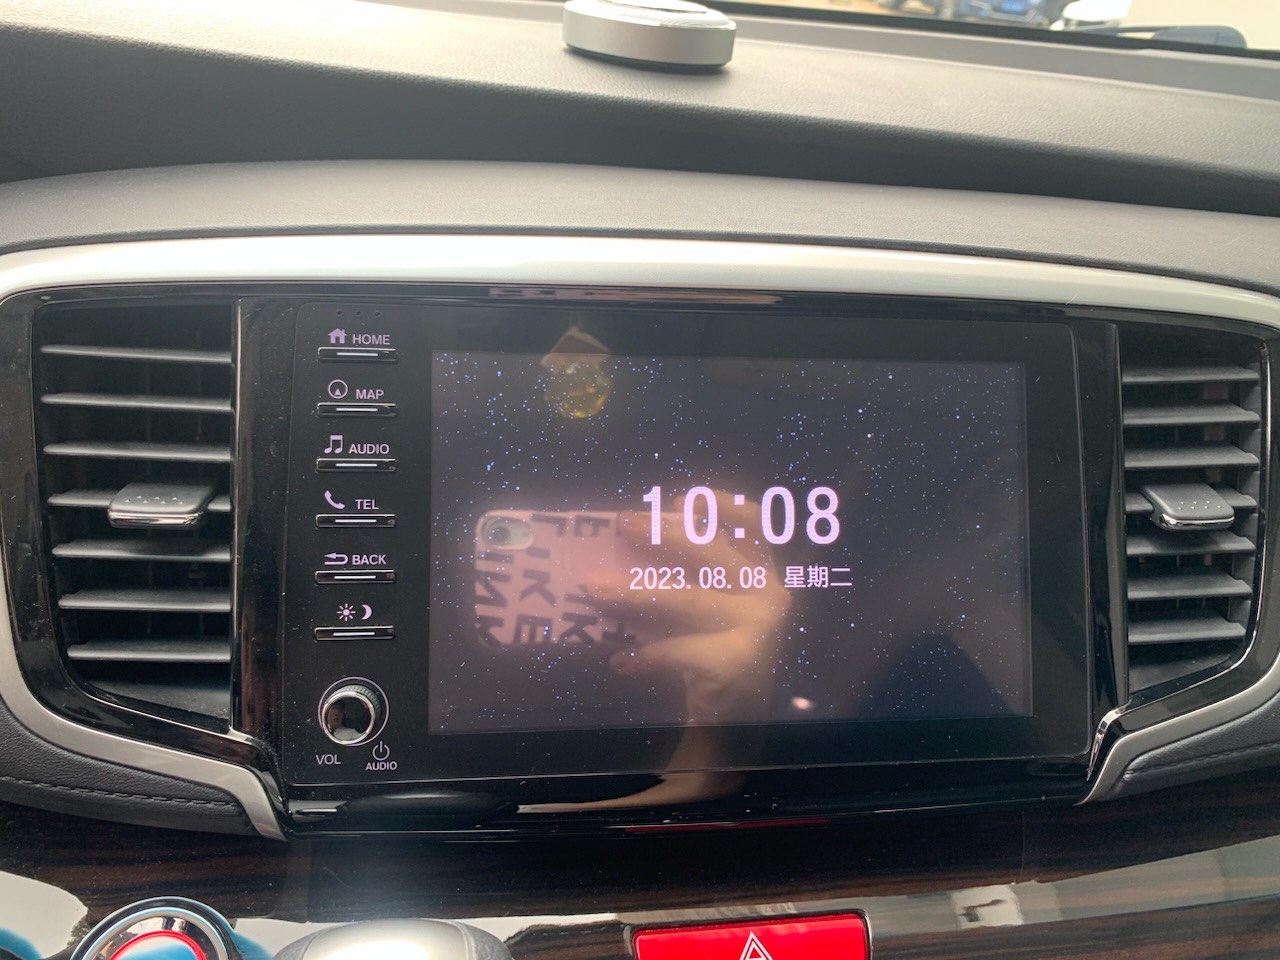 HOME
MAP
AUDIO
TEL
BACK
VOL
AUDIO
10:08
2023.08.08 星期二